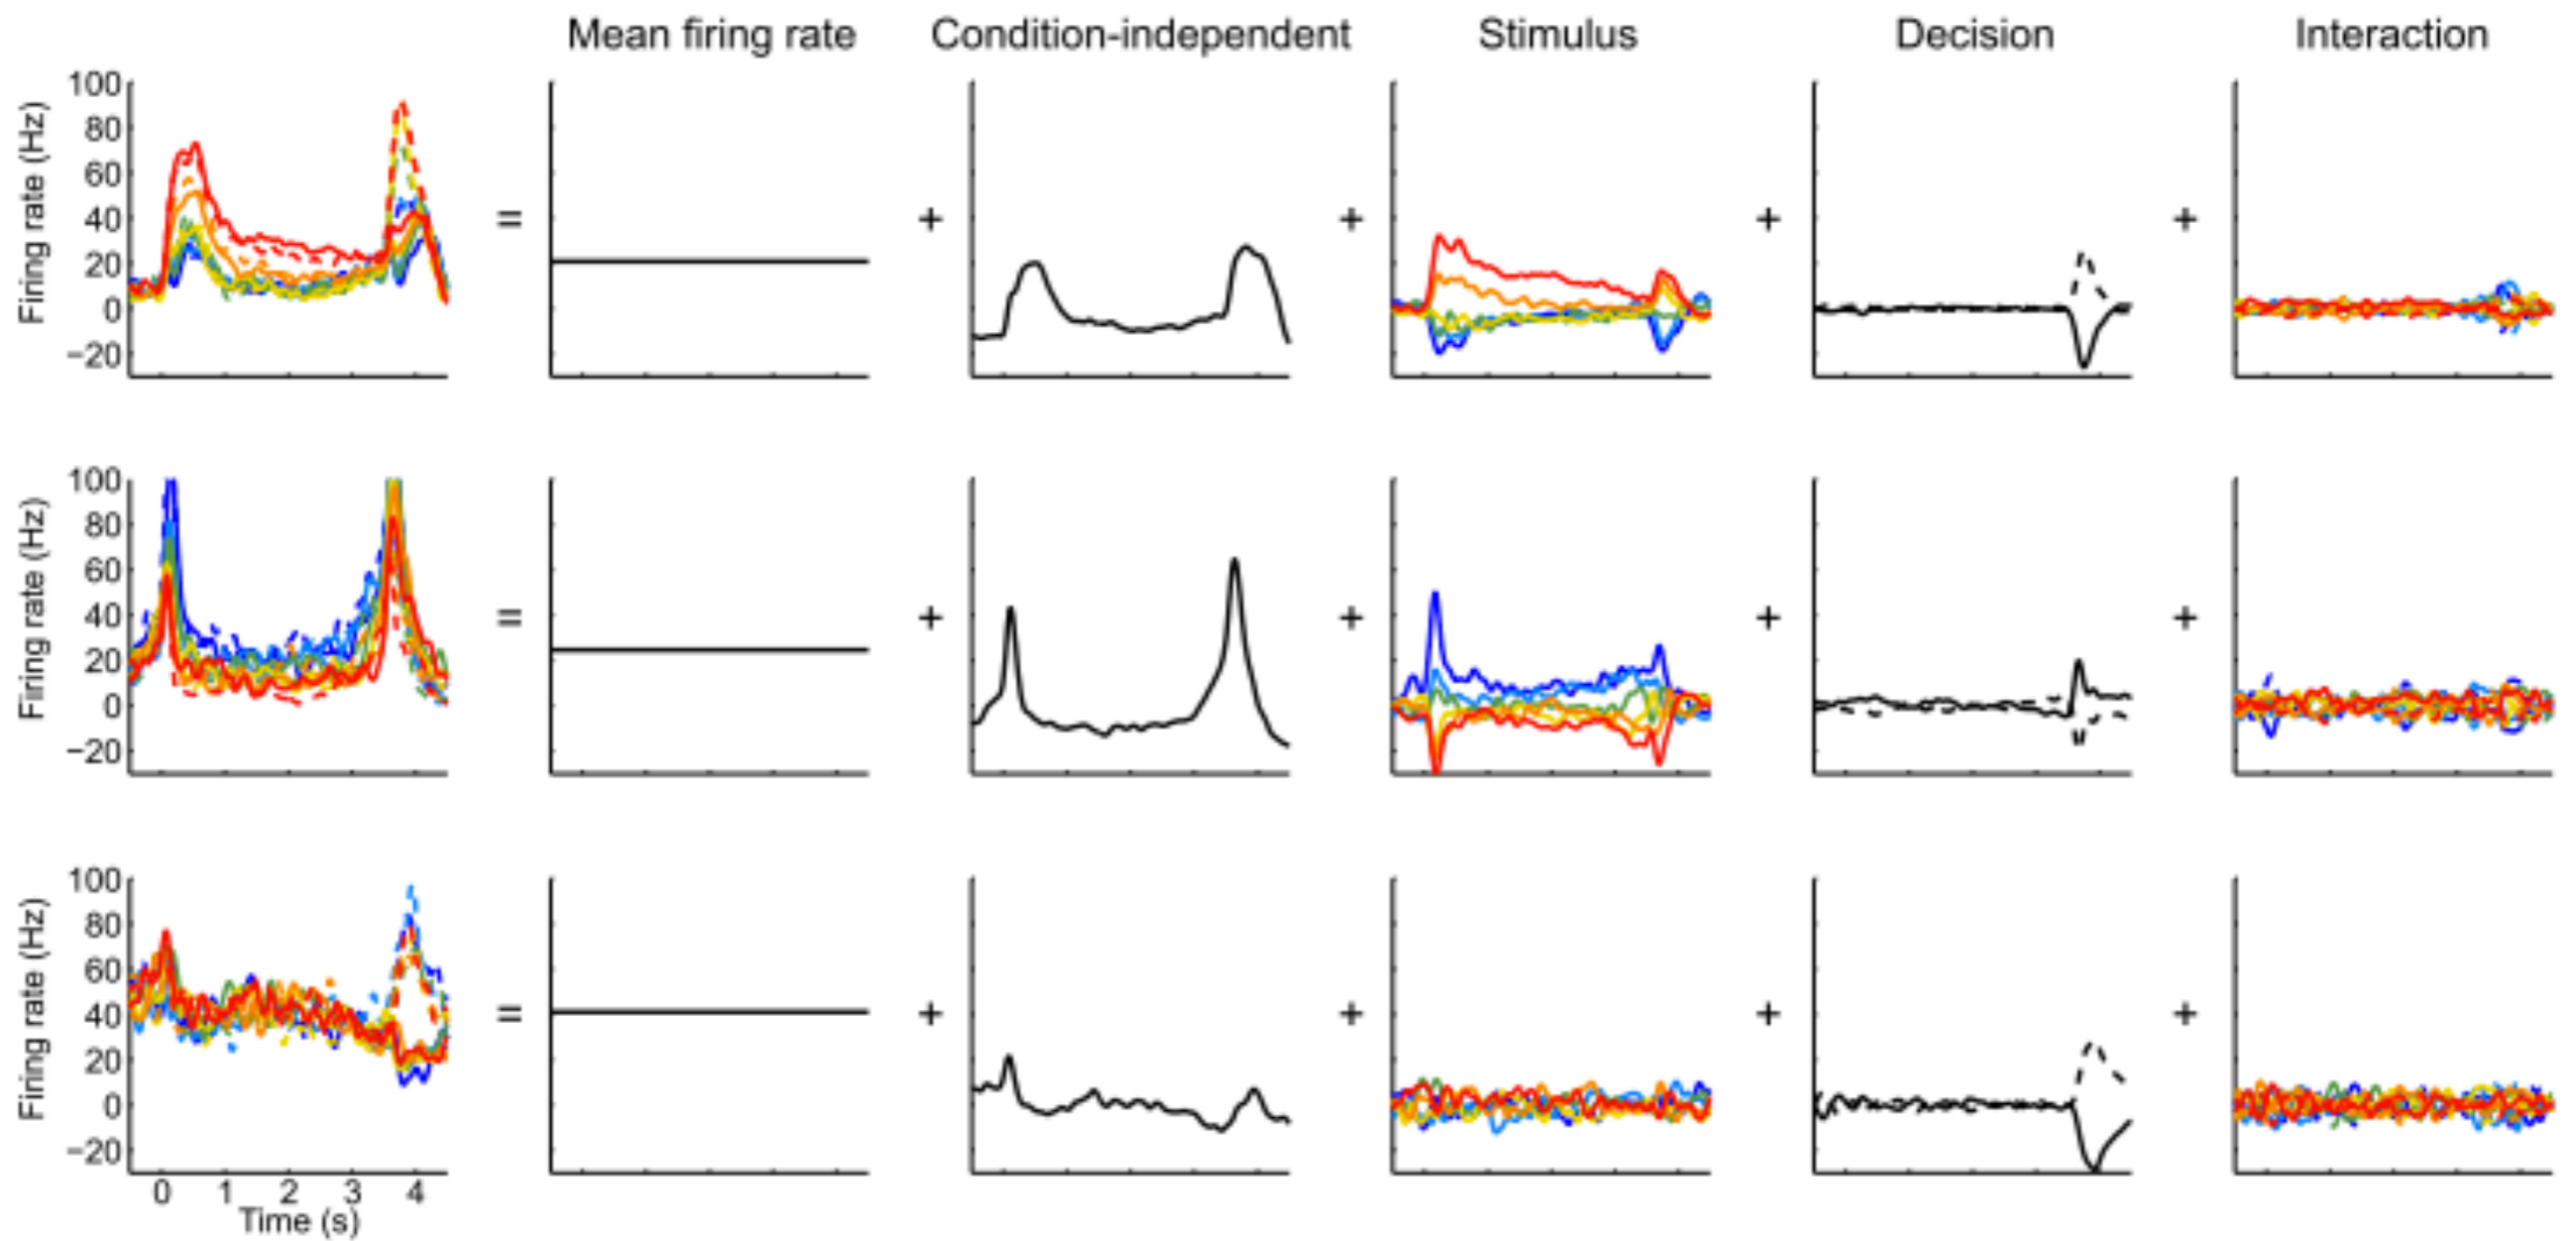 Mean firing rate Condition-independent Stimulus Decision Interaction
Firing rate (Hz)
100
80
60
40
20
0
−20
= + + + +
Firing rate (Hz)
100
80
60
40
20
0
−20
= + + + +
Firing rate (Hz)
100
80
60
40
20
0
−20
= + + + +
0 1 2 3 4
Time (s)